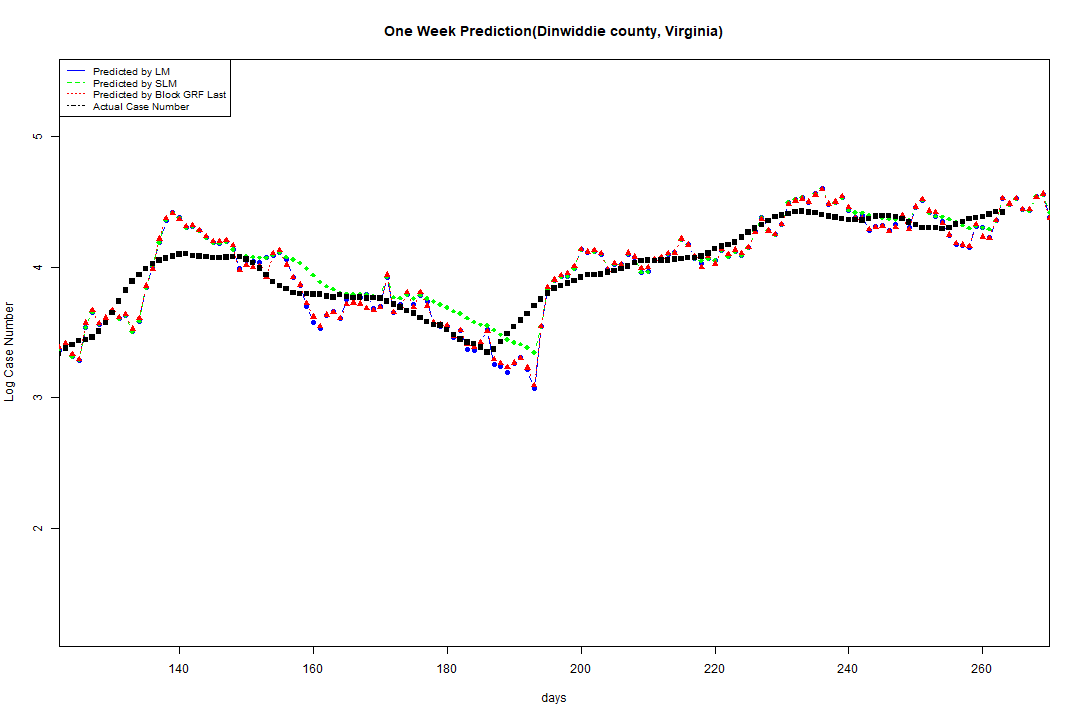 One Week Prediction(Dinwiddie county, Virginia)
Predicted by LM
Predicted by SLM
Predicted by Block GRF Last
Actual Case Number
5
4
3
2
Log Case Number
140 160 180 200 220 240 260
days